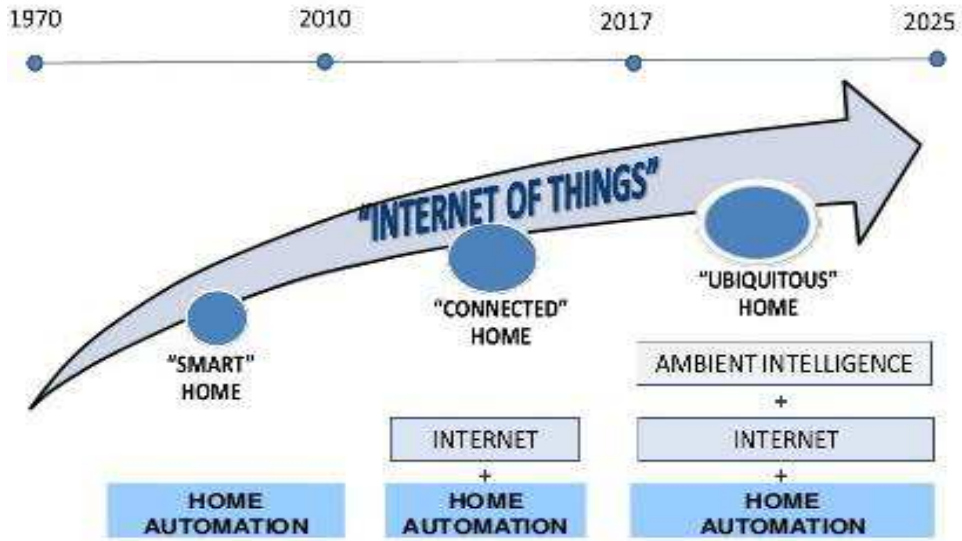 1970 2010 2017 2025
"INTERNET OF THINGS"
"SMART"
HOME
"CONNECTED"
HOME
"UBIQUITOUS"
HOME
AMBIENT INTELLIGENCE
+
INTERNET
INTERNET
+
+
HOME
AUTOMATION
HOME
AUTOMATION
HOME
AUTOMATION